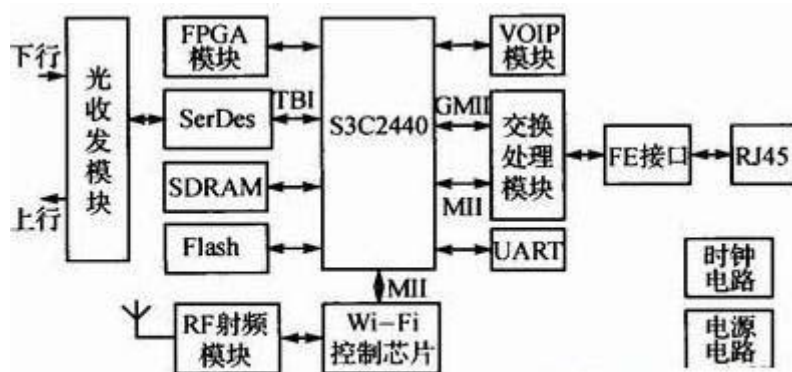 下行
上行
光收发模块
FPGA
模块
SerDes
TBI
SDRAM
Flash
S3C2440
VOIP
模块
GMII
交换
处理
模块
MII
FE接口
RJ45
UART
MII
RF射频
模块
Wi-Fi
控制芯片
时钟
电路
电源
电路